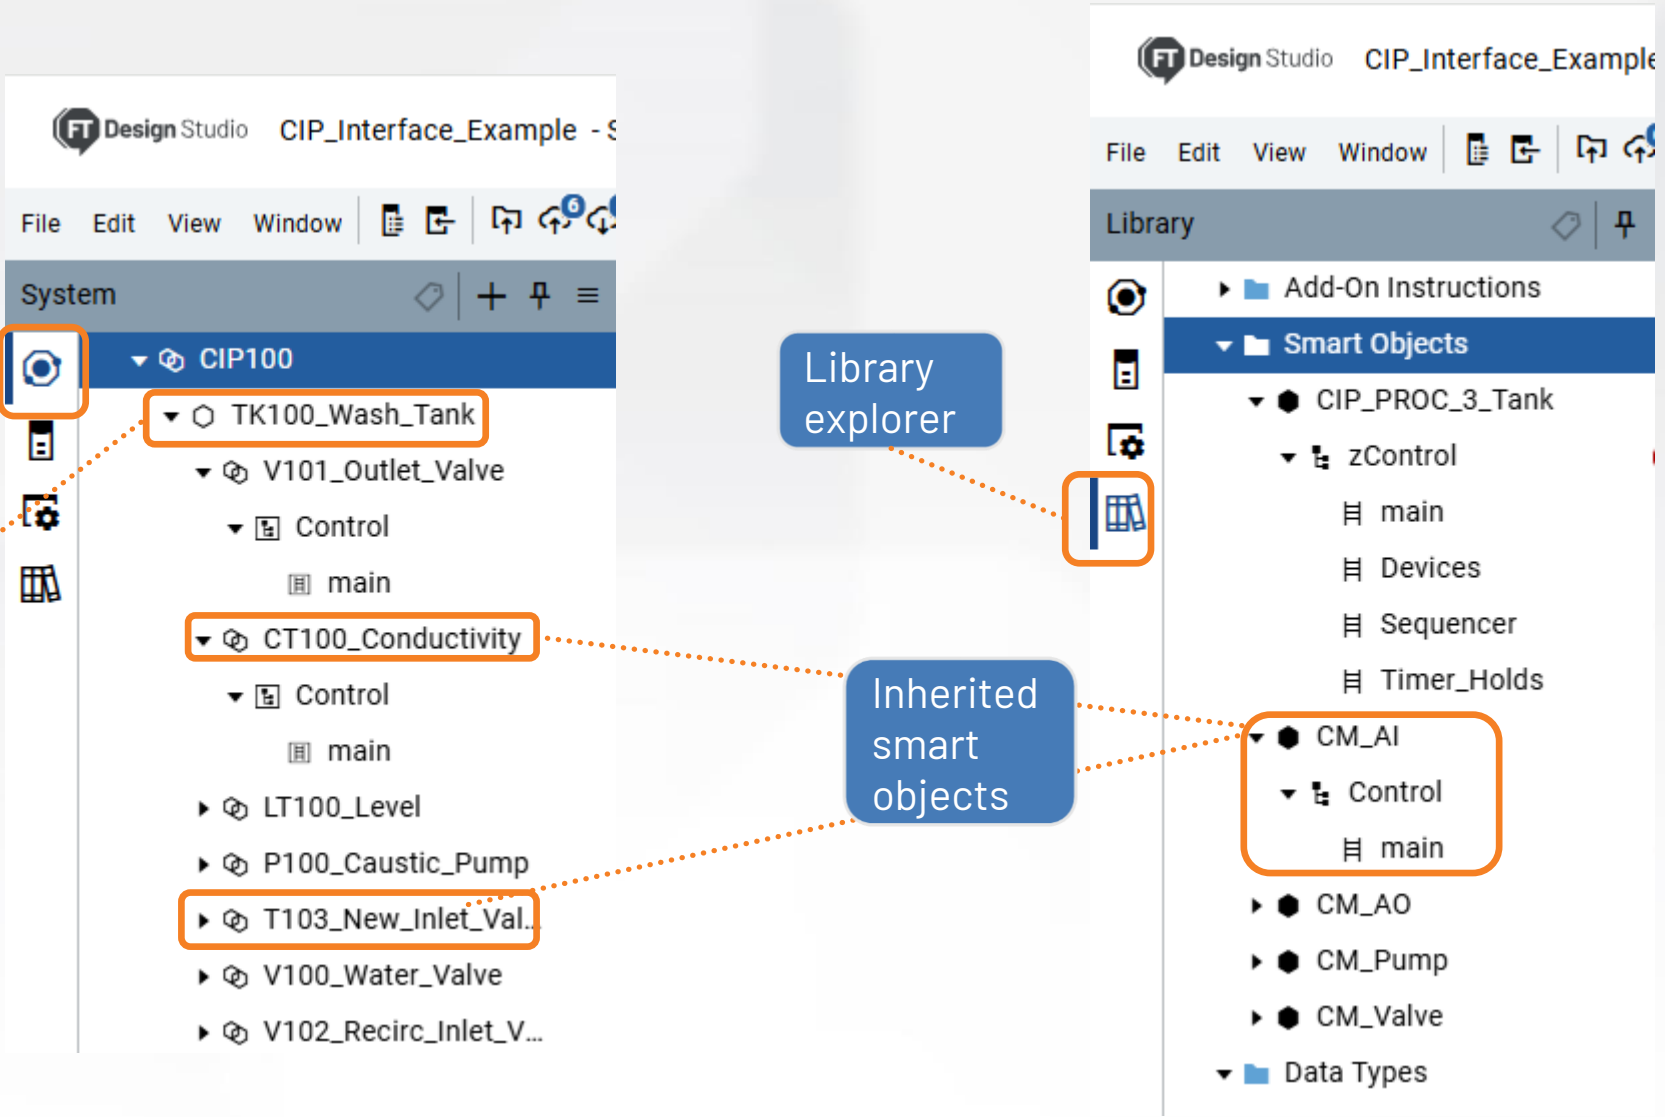 FT Design Studio CIP_Interface_Example - S
File Edit View Window 6
System
CIP100
TK100_Wash_Tank
V101_Outlet_Valve
Control
main
CT100_Conductivity
Control
main
LT100_Level
P100_Caustic_Pump
T103_New_Inlet_Val...
V100_Water_Valve
V102_Recirc_Inlet_V...
Library
explorer
Inherited
smart
objects
FT Design Studio CIP_Interface_Example
File Edit View Window
Library
Add-On Instructions
Smart Objects
CIP_PROC_3_Tank
zControl
main
Devices
Sequencer
Timer_Holds
CM_AI
Control
main
CM_AO
CM_Pump
CM_Valve
Data Types